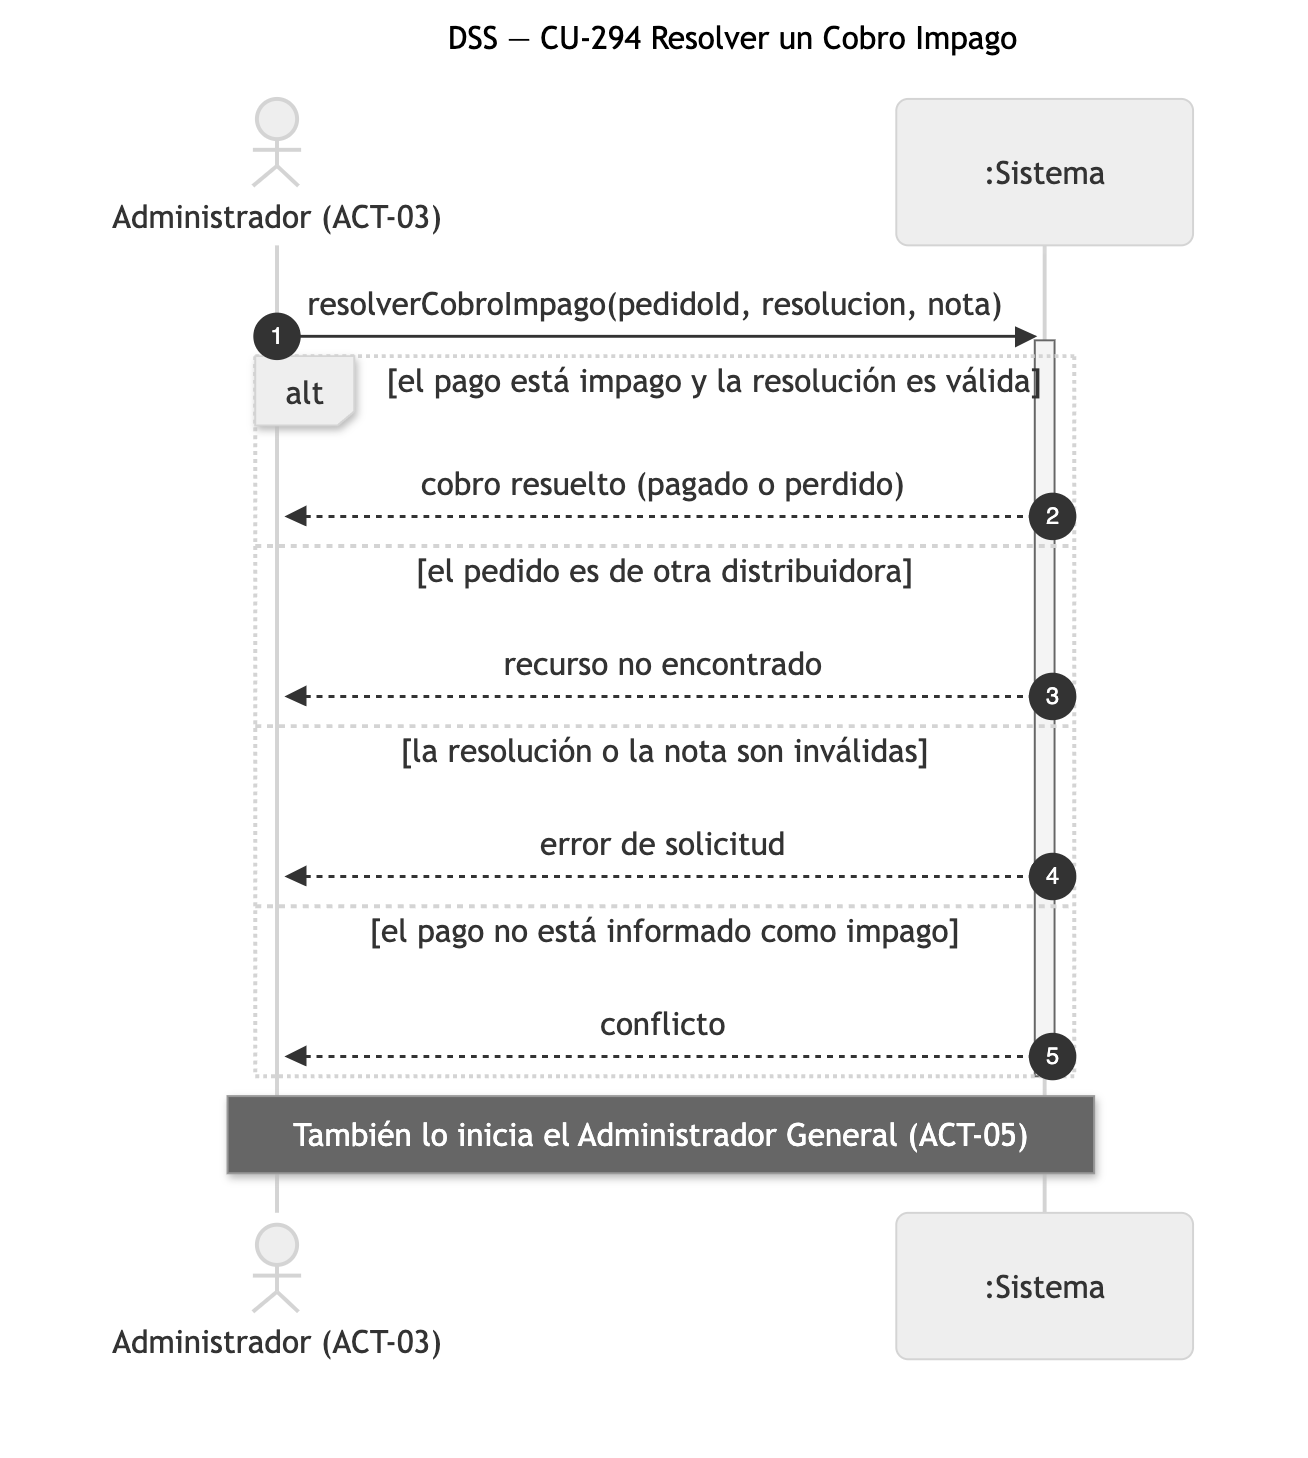 DSS — CU-294 Resolver un Cobro Impago
Administrador (ACT-03)
:Sistema
resolverCobroImpago(pedidoId, resolucion, nota)
1
alt
[el pago está impago y la resolución es válida]
cobro resuelto (pagado o perdido)
2
[el pedido es de otra distribuidora]
recurso no encontrado
3
[la resolución o la nota son inválidas]
error de solicitud
4
[el pago no está informado como impago]
conflicto
5
También lo inicia el Administrador General (ACT-05)
Administrador (ACT-03)
:Sistema